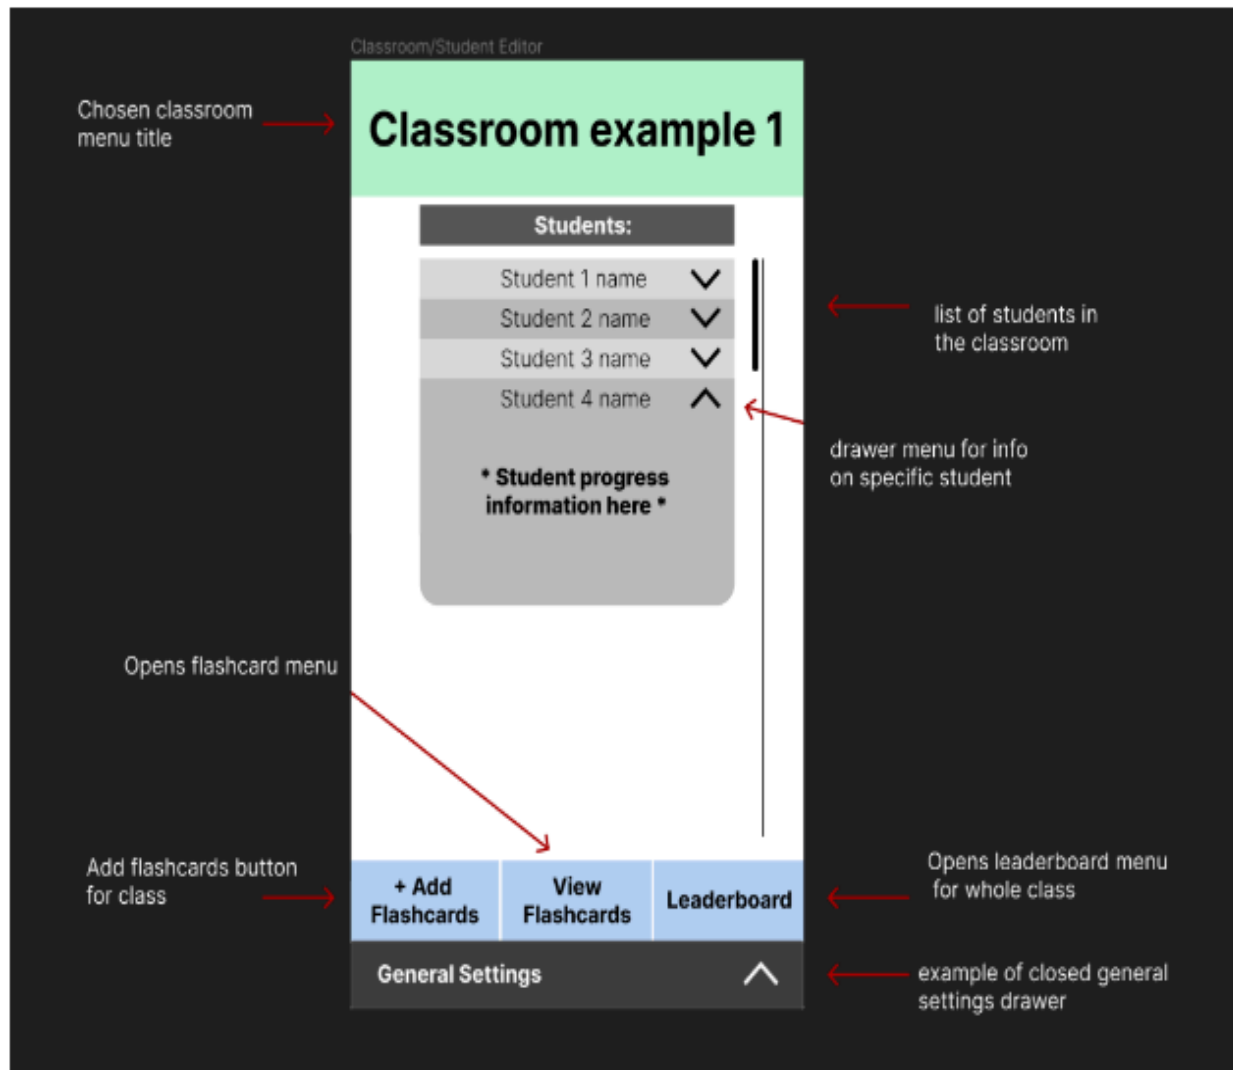 Classroom/Student Editor
Chosen classroom
menu title
Classroom example 1
Students:
Student 1 name
Student 2 name
Student 3 name
Student 4 name
list of students in
the classroom
drawer menu for info
on specific student
* Student progress
information here *
Opens flashcard menu
Add flashcards button
for class
+ Add
Flashcards
View
Flashcards
Leaderboard
Opens leaderboard menu
for whole class
General Settings
example of closed general
settings drawer